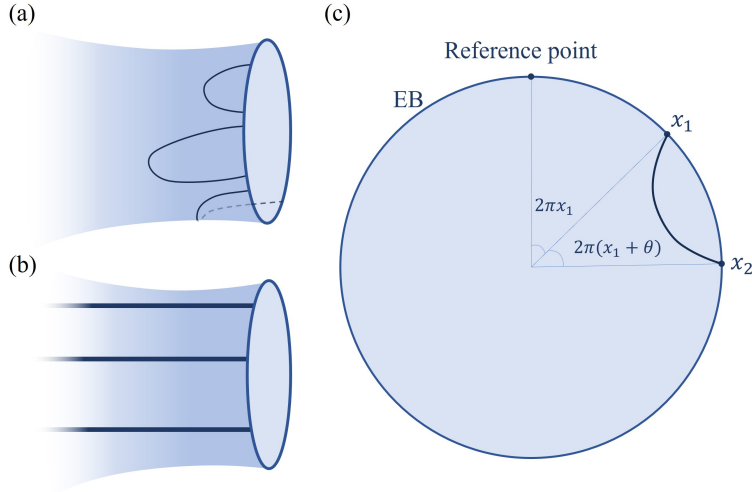 (a)
(b)
(c)
Reference point
EB
x₁
2πx₁
2π(x₁ + θ)
x₂